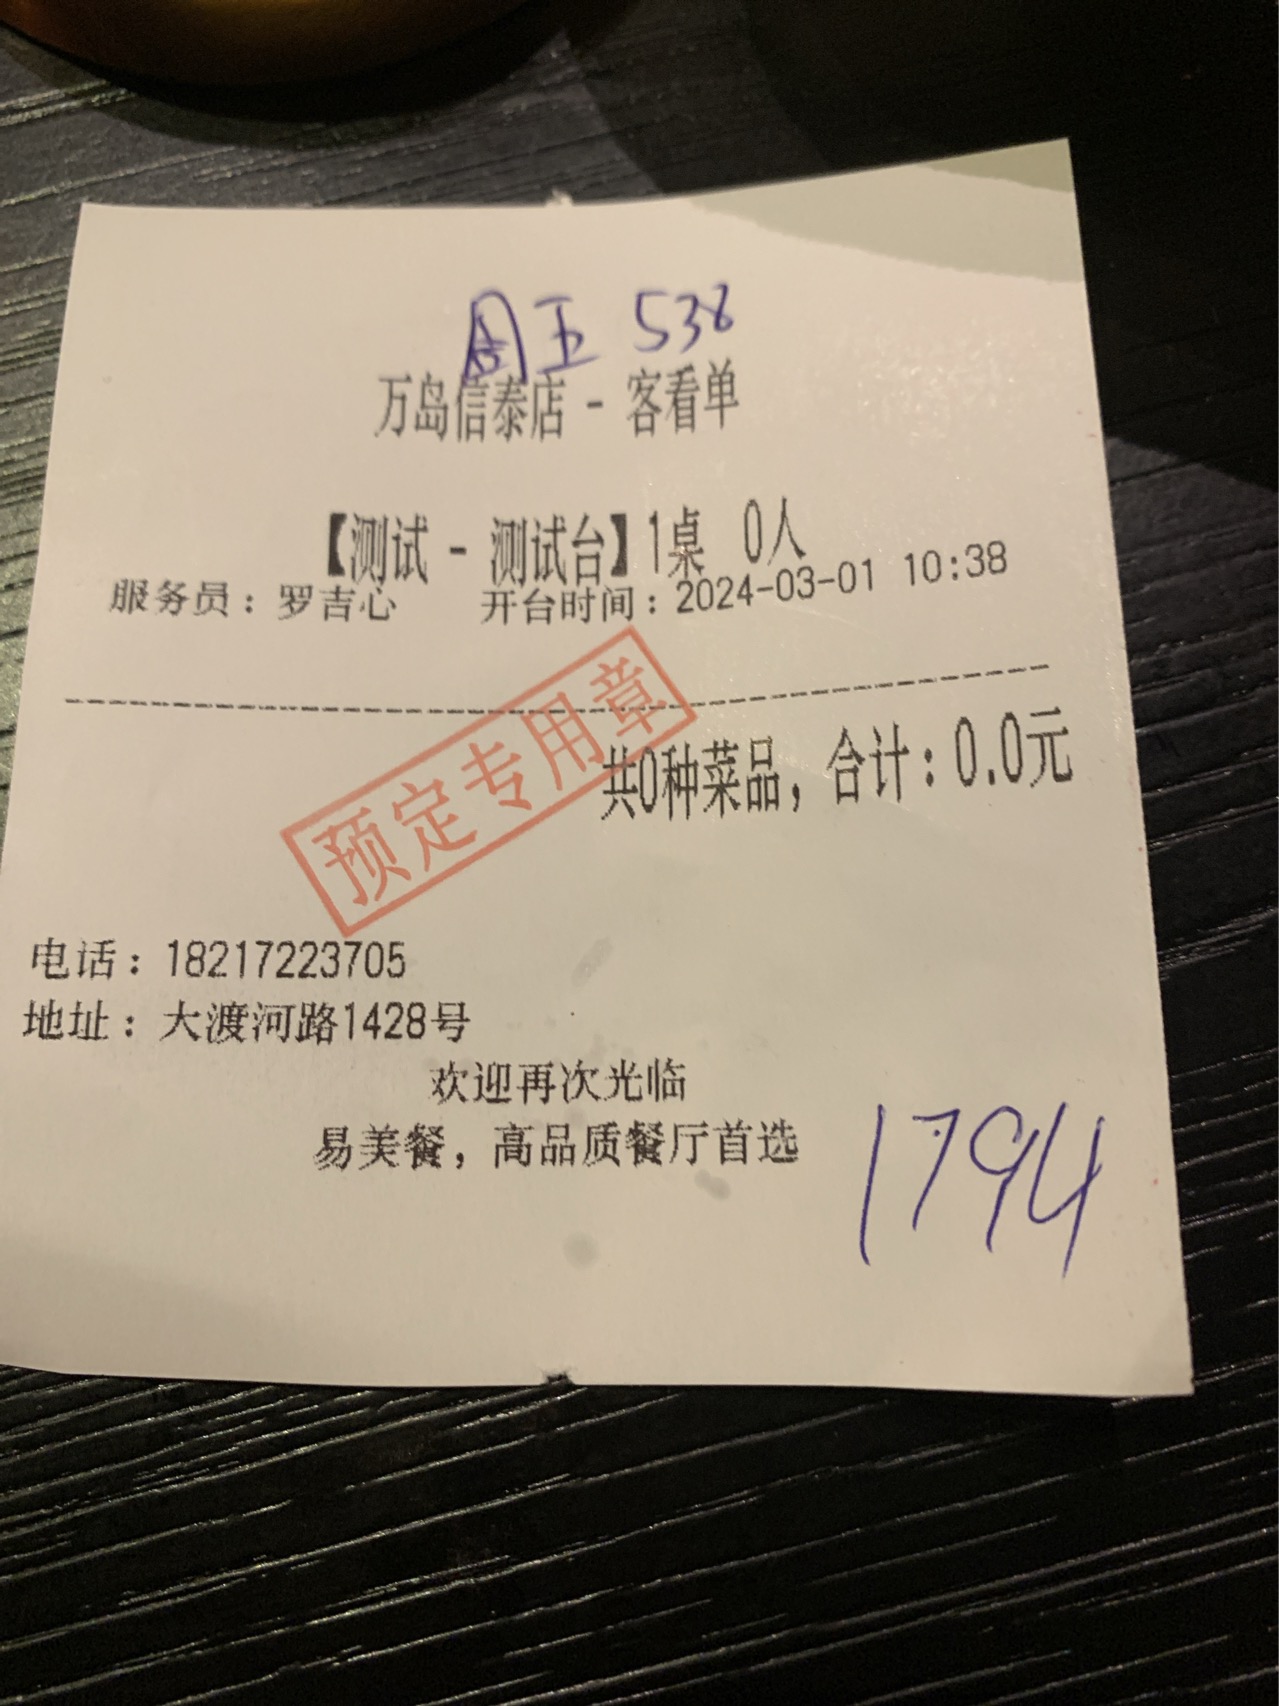 周五 538
万岛信泰店 - 客看单
【测试 - 测试台】1桌 0人
服务员：罗吉心 开台时间：2024-03-01 10:38
共0种菜品，合计：0.0元
预定专用章
电话：18217223705
地址：大渡河路1428号
欢迎再次光临
易美餐，高品质餐厅首选
1794